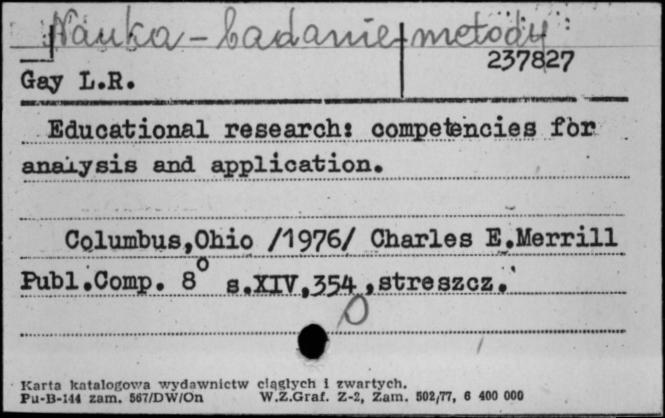 Nauka - badanie - metody
237827
Gay L.R.
Educational research: competencies for
analysis and application.
Columbus,Ohio /1976/ Charles E.Merrill
Publ.Comp. 8° s.XIV,354,streszcz.
Karta katalogowa wydawnictw ciągłych i zwartych.
Pu-B-144 zam. 567/DW/On W.Z.Graf. Z-2, Zam. 502/77, 6 400 000